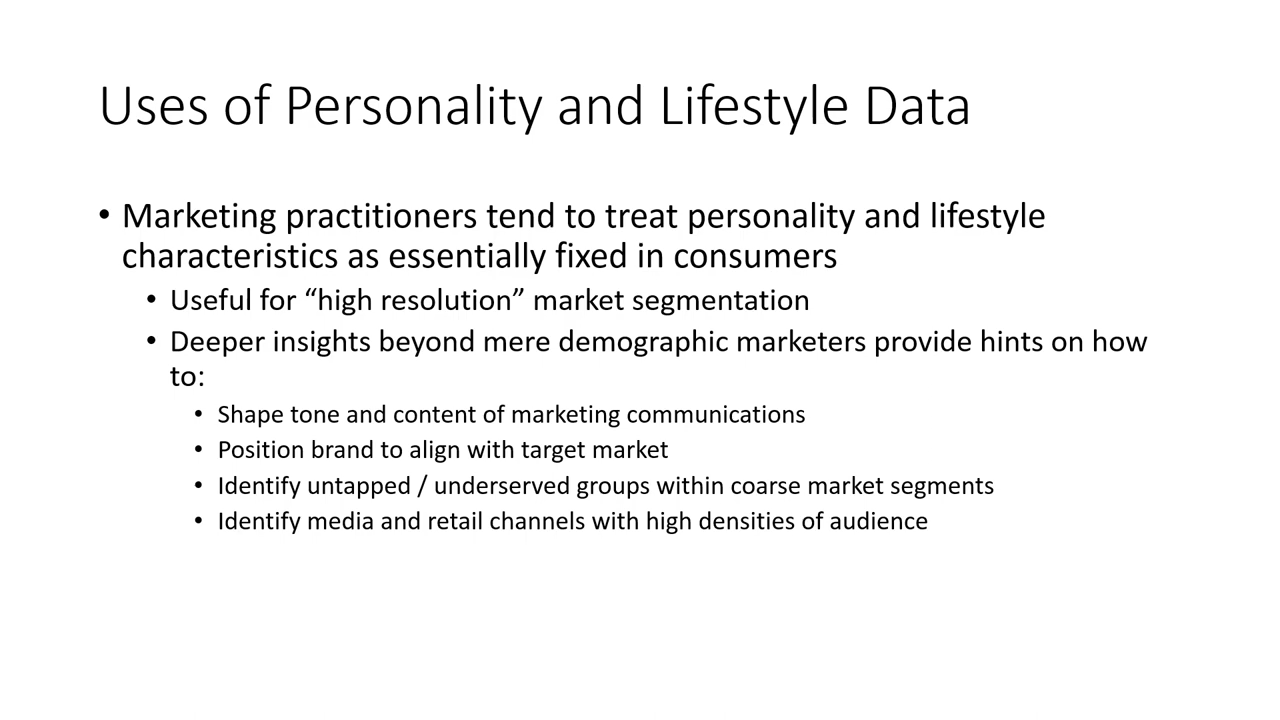 Uses of Personality and Lifestyle Data
• Marketing practitioners tend to treat personality and lifestyle
characteristics as essentially fixed in consumers
• Useful for “high resolution” market segmentation
• Deeper insights beyond mere demographic marketers provide hints on how
to:
• Shape tone and content of marketing communications
• Position brand to align with target market
• Identify untapped / underserved groups within coarse market segments
• Identify media and retail channels with high densities of audience